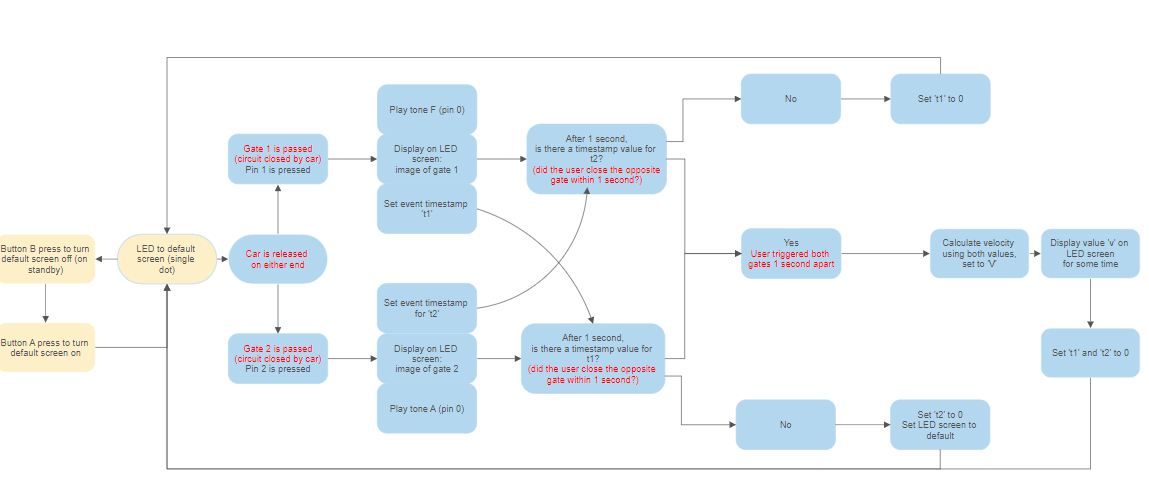 Button B press to turn
default screen off (on
standby)
Button A press to turn
default screen on
LED to default
screen (single
dot)
Car is released
on either end
Gate 1 is passed
(circuit closed by car)
Pin 1 is pressed
Gate 2 is passed
(circuit closed by car)
Pin 2 is pressed
Play tone F (pin 0)
Display on LED
screen:
image of gate 1
Set event timestamp
't1'
Set event timestamp
for 't2'
Display on LED
screen:
image of gate 2
Play tone A (pin 0)
After 1 second,
is there a timestamp value for
t2?
(did the user close the opposite
gate within 1 second?)
After 1 second,
is there a timestamp value for
t1?
(did the user close the opposite
gate within 1 second?)
No
Set 't1' to 0
Yes
User triggered both
gates 1 second apart
Calculate velocity
using both values,
set to 'V'
Display value 'v' on
LED screen
for some time
Set 't1' and 't2' to 0
No
Set 't2' to 0
Set LED screen to
default